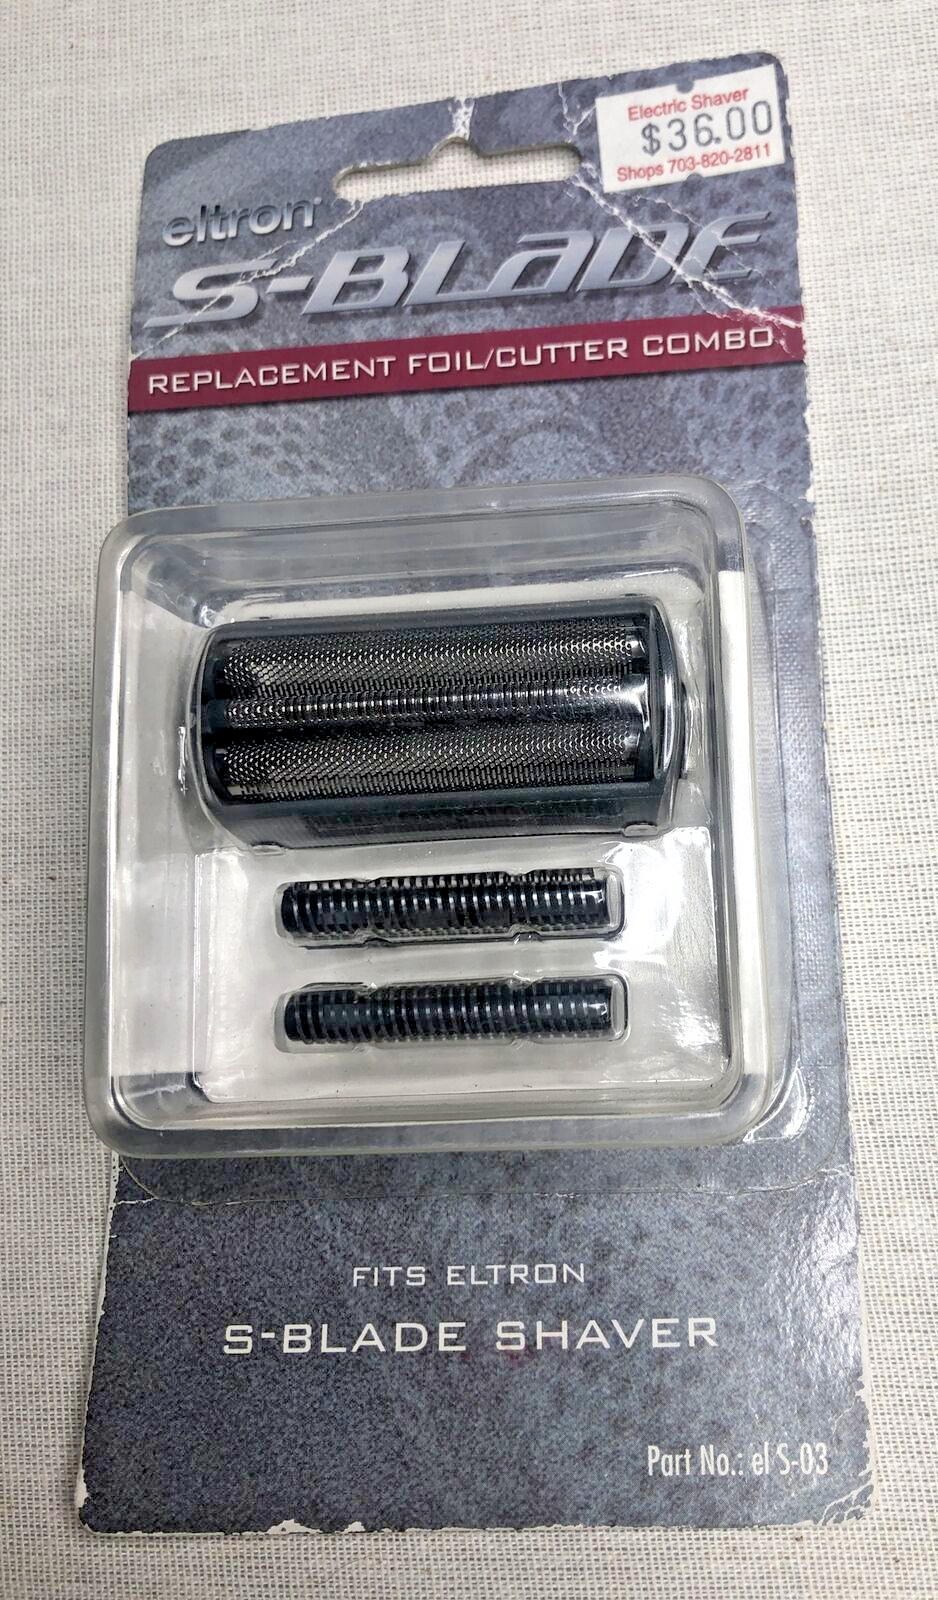 Electric Shaver
$36.00
Shops 703-820-2811
eltron
S-BLADE
REPLACEMENT FOIL/CUTTER COMBO
FITS ELTRON
S-BLADE SHAVER
Part No.: el S-03